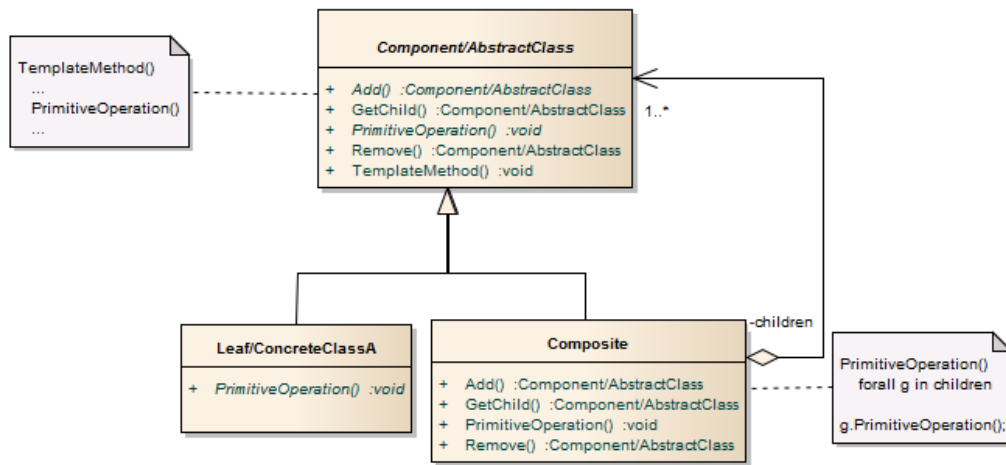 Component/AbstractClass
TemplateMethod()
...
PrimitiveOperation()
...
+ Add() :Component/AbstractClass
+ GetChild() :Component/AbstractClass
+ PrimitiveOperation() :void
+ Remove() :Component/AbstractClass
+ TemplateMethod() :void
1..*
-children
Leaf/ConcreteClassA
+ PrimitiveOperation() :void
Composite
+ Add() :Component/AbstractClass
+ GetChild() :Component/AbstractClass
+ PrimitiveOperation() :void
+ Remove() :Component/AbstractClass
PrimitiveOperation()
forall g in children
g.PrimitiveOperation();